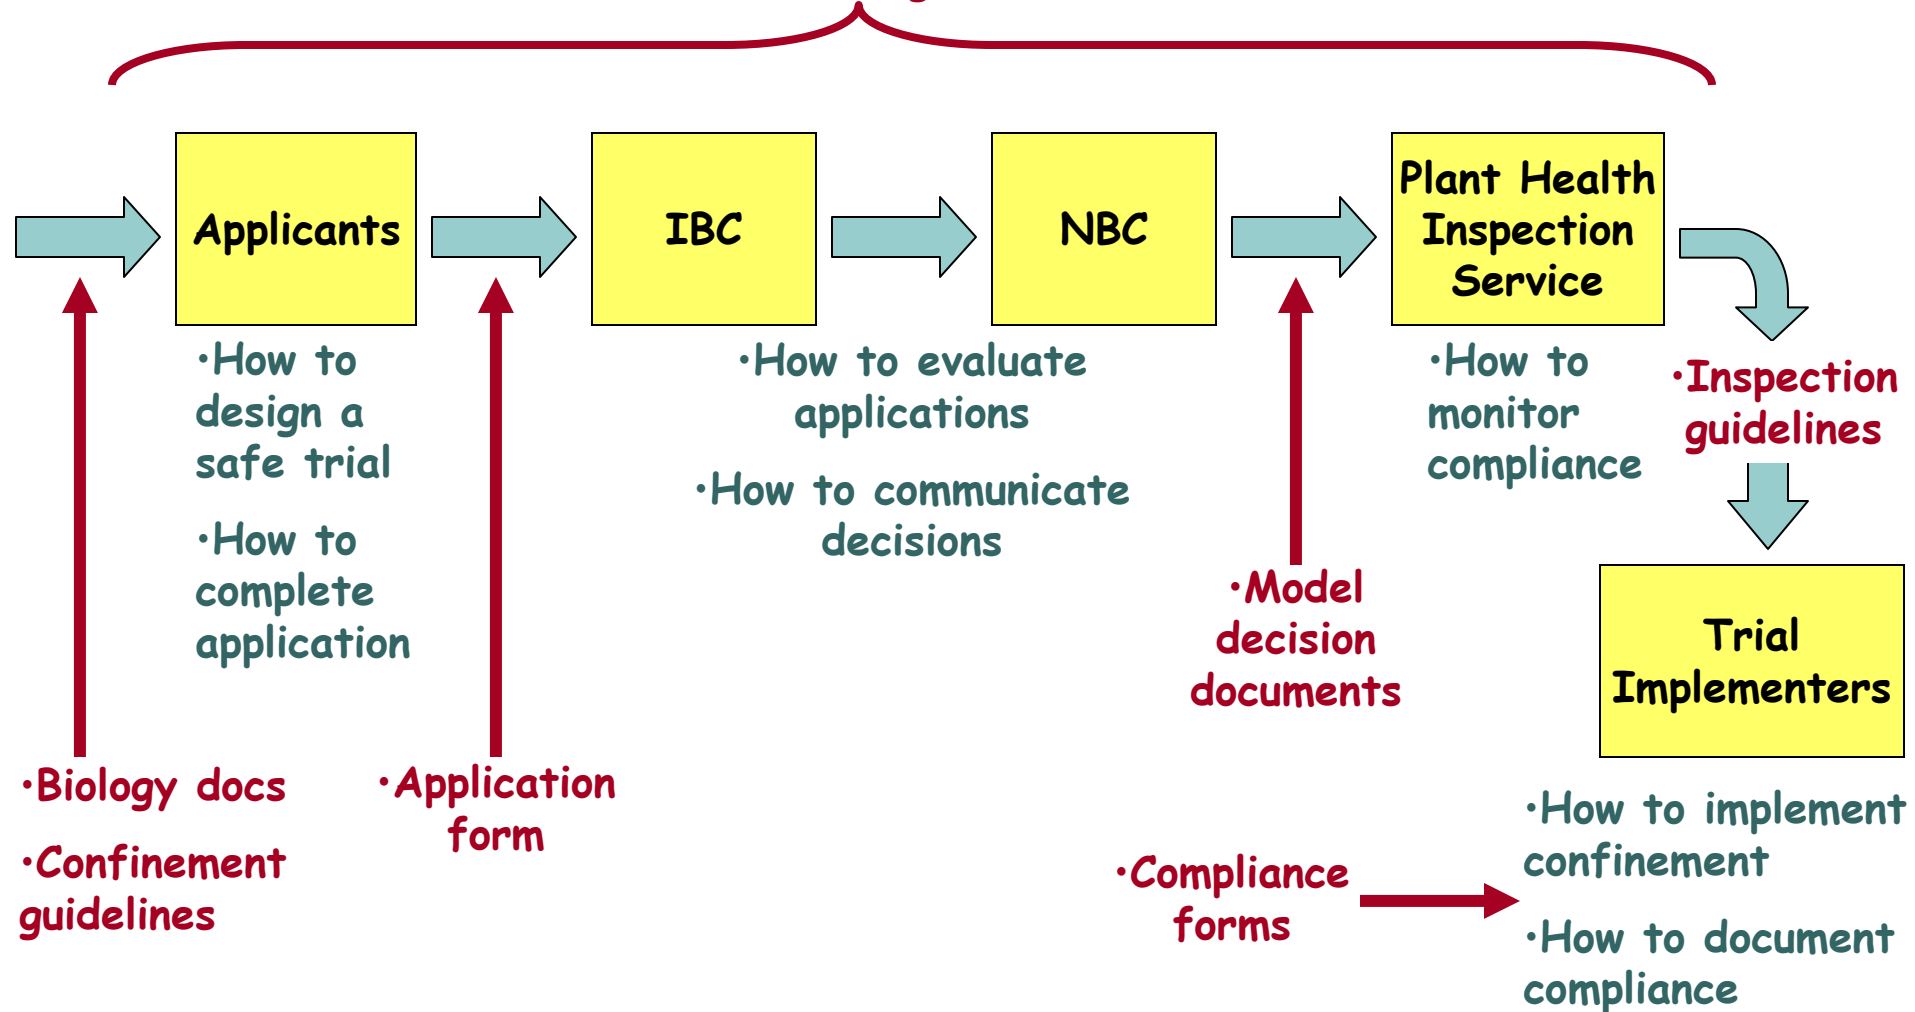 Applicants
IBC
NBC
Plant Health
Inspection
Service
•How to
design a
safe trial
•How to
complete
application
•How to evaluate
applications
•How to communicate
decisions
•How to
monitor
compliance
•Inspection
guidelines
•Model
decision
documents
Trial
Implementers
•Biology docs
•Confinement
guidelines
•Application
form
•Compliance
forms
•How to implement
confinement
•How to document
compliance